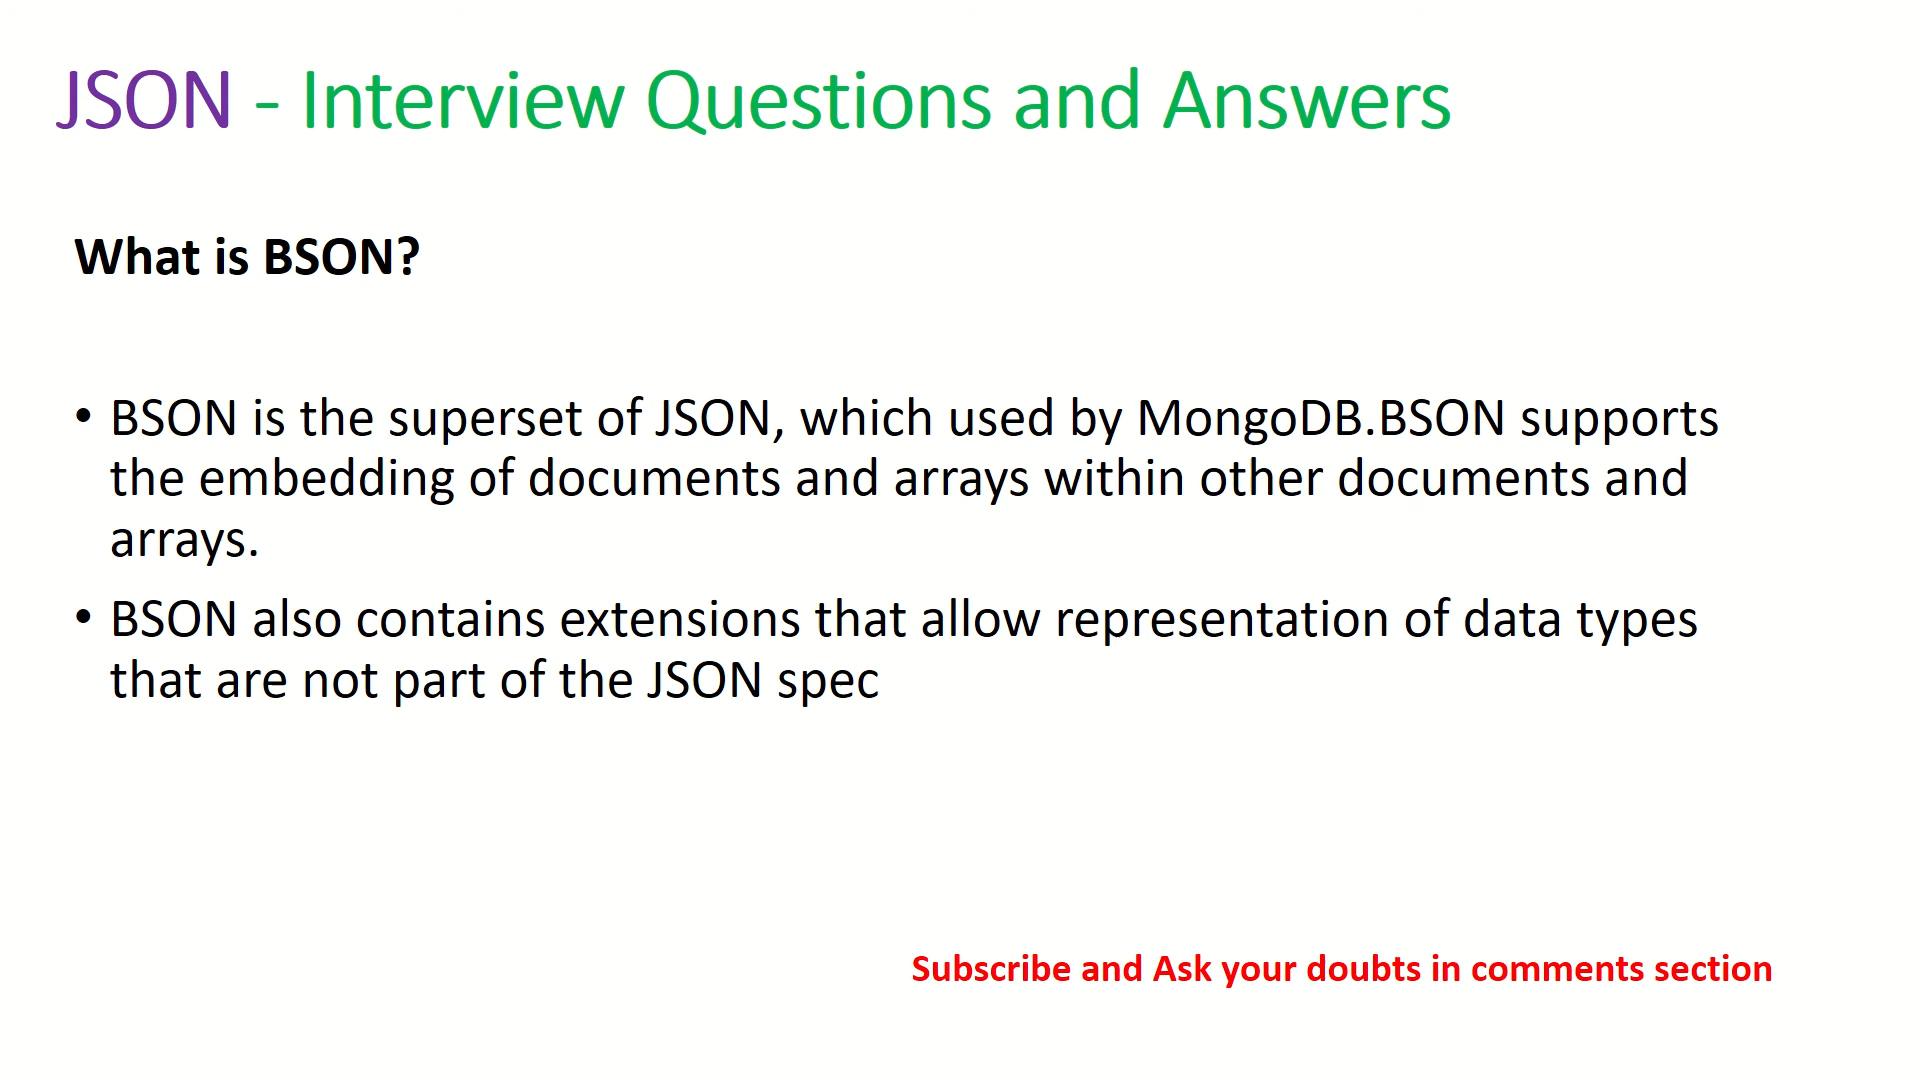 JSON - Interview Questions and Answers
What is BSON?
• BSON is the superset of JSON, which used by MongoDB.BSON supports
the embedding of documents and arrays within other documents and
arrays.
• BSON also contains extensions that allow representation of data types
that are not part of the JSON spec
Subscribe and Ask your doubts in comments section